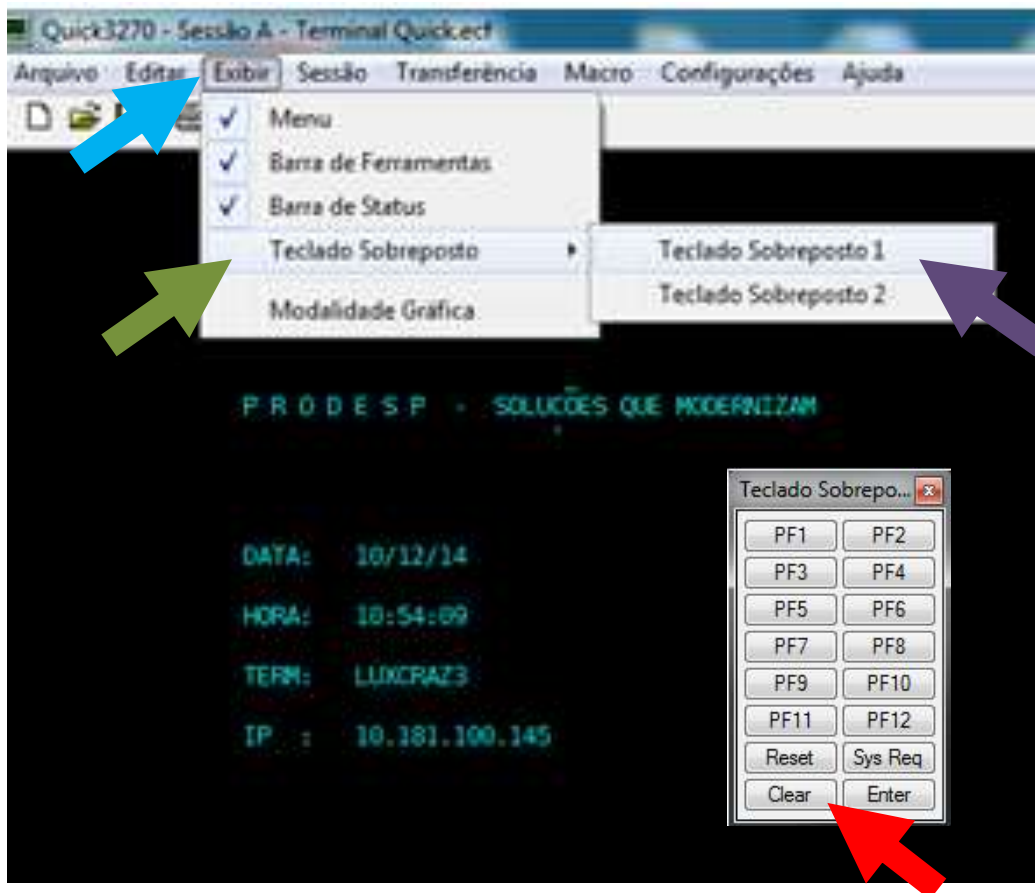 Quick3270 - Sessão A - Terminal Quick.ecf
Arquivo Editar Exibir Sessão Transferência Macro Configurações Ajuda
Menu
Barra de Ferramentas
Barra de Status
Teclado Sobreposto
Teclado Sobreposto 1
Teclado Sobreposto 2
Modalidade Gráfica
P R O D E S P - SOLUCÕES QUE MODERNIZAM
DATA: 10/12/14
HORA: 10:54:09
TERM: LUXCRAZ3
IP : 10.181.100.145
Teclado Sobrepo...
PF1 PF2
PF3 PF4
PF5 PF6
PF7 PF8
PF9 PF10
PF11 PF12
Reset Sys Req
Clear Enter